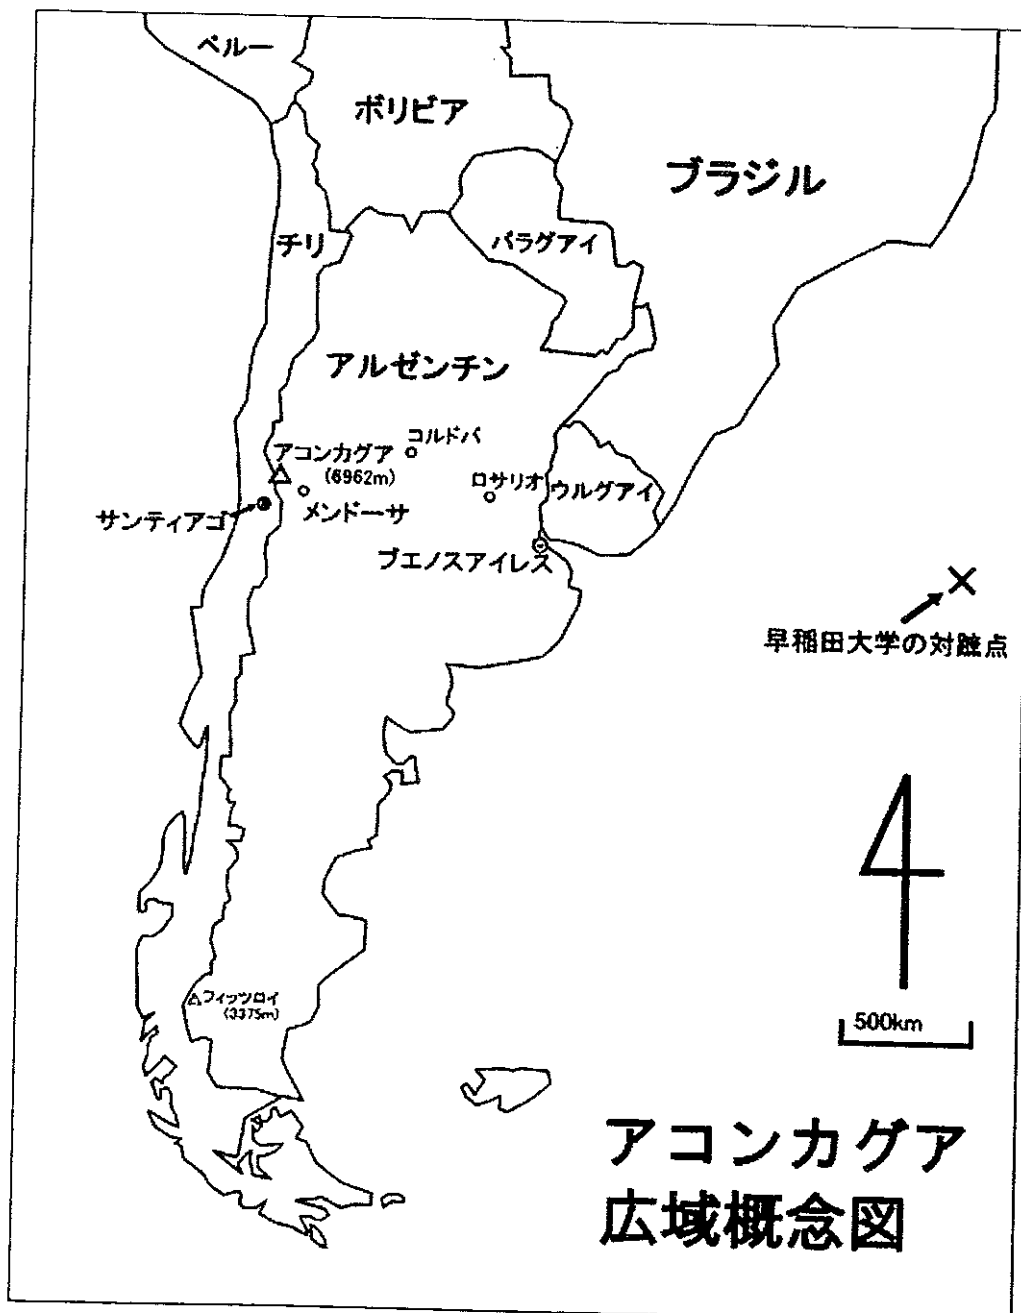 ペルー
ボリビア
ブラジル
パラグアイ
チリ
アルゼンチン
コルドバ
アコンカグア
(6962m)
ロサリオ
ウルグアイ
メンドーサ
サンティアゴ
ブエノスアイレス
早稲田大学の対蹠点
フィッツロイ
(3375m)
500km
アコンカグア
広域概念図